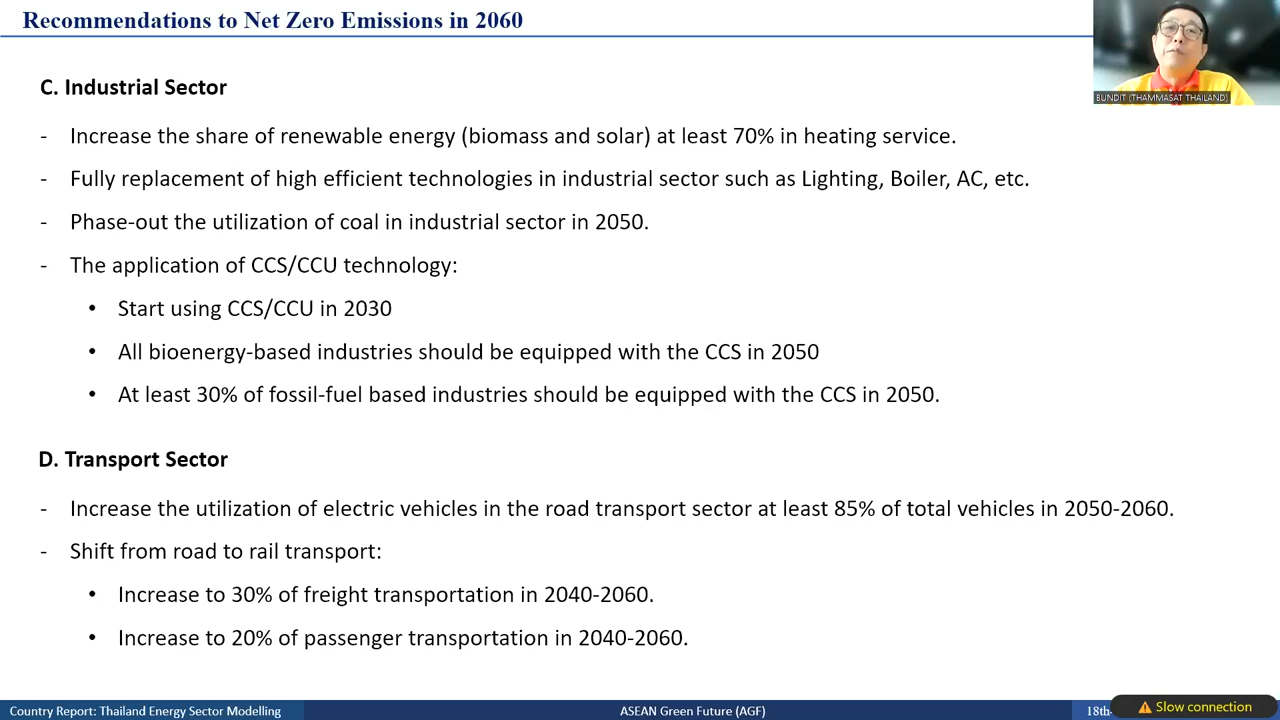 Recommendations to Net Zero Emissions in 2060
BUNDIT (THAMMASAT THAILAND)
C. Industrial Sector
- Increase the share of renewable energy (biomass and solar) at least 70% in heating service.
- Fully replacement of high efficient technologies in industrial sector such as Lighting, Boiler, AC, etc.
- Phase-out the utilization of coal in industrial sector in 2050.
- The application of CCS/CCU technology:
• Start using CCS/CCU in 2030
• All bioenergy-based industries should be equipped with the CCS in 2050
• At least 30% of fossil-fuel based industries should be equipped with the CCS in 2050.
D. Transport Sector
- Increase the utilization of electric vehicles in the road transport sector at least 85% of total vehicles in 2050-2060.
- Shift from road to rail transport:
• Increase to 30% of freight transportation in 2040-2060.
• Increase to 20% of passenger transportation in 2040-2060.
Country Report: Thailand Energy Sector Modelling
ASEAN Green Future (AGF)
18th
Slow connection